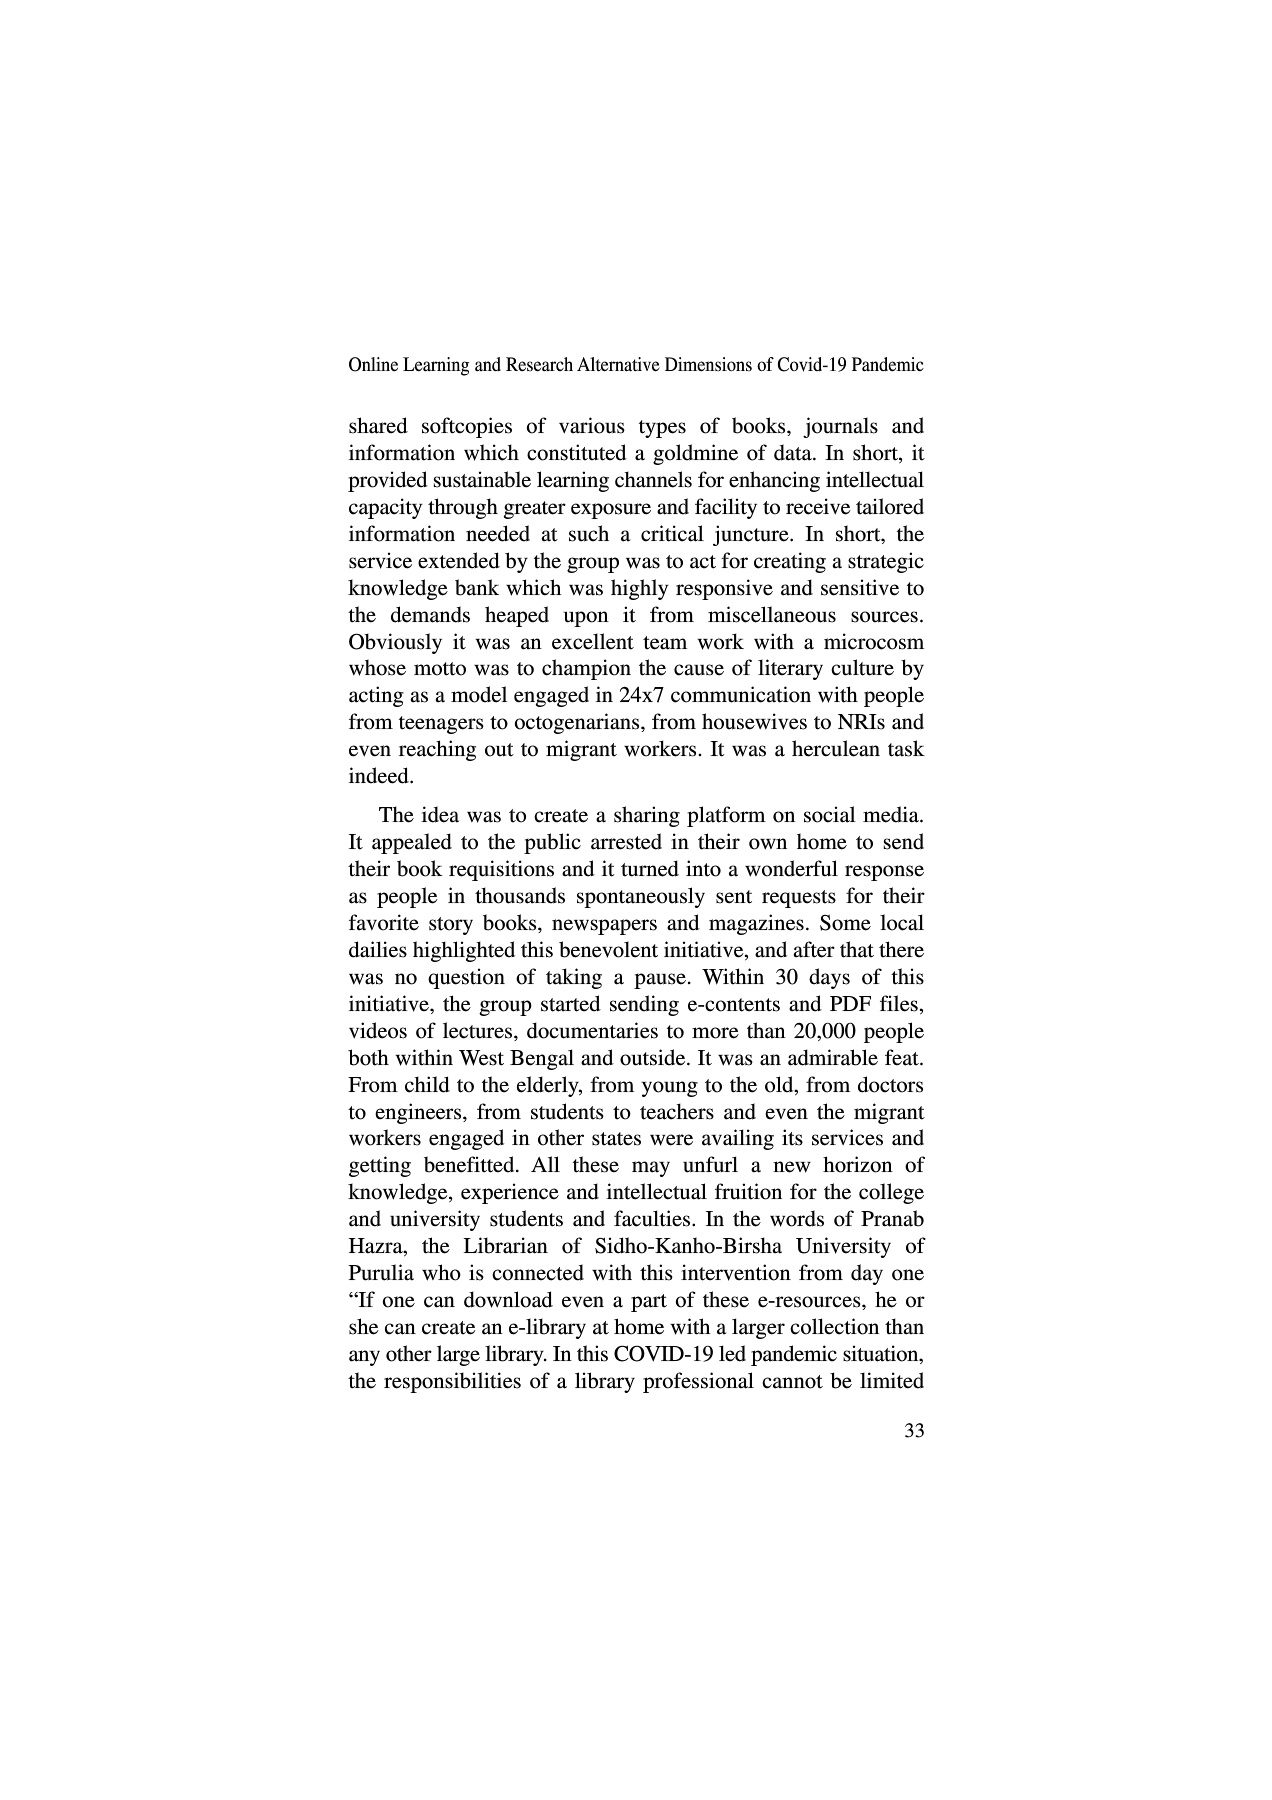 Online Learning and Research Alternative Dimensions of Covid-19 Pandemic
shared softcopies of various types of books, journals and
information which constituted a goldmine of data. In short, it
provided sustainable learning channels for enhancing intellectual
capacity through greater exposure and facility to receive tailored
information needed at such a critical juncture. In short, the
service extended by the group was to act for creating a strategic
knowledge bank which was highly responsive and sensitive to
the demands heaped upon it from miscellaneous sources.
Obviously it was an excellent team work with a microcosm
whose motto was to champion the cause of literary culture by
acting as a model engaged in 24x7 communication with people
from teenagers to octogenarians, from housewives to NRIs and
even reaching out to migrant workers. It was a herculean task
indeed.
The idea was to create a sharing platform on social media.
It appealed to the public arrested in their own home to send
their book requisitions and it turned into a wonderful response
as people in thousands spontaneously sent requests for their
favorite story books, newspapers and magazines. Some local
dailies highlighted this benevolent initiative, and after that there
was no question of taking a pause. Within 30 days of this
initiative, the group started sending e-contents and PDF files,
videos of lectures, documentaries to more than 20,000 people
both within West Bengal and outside. It was an admirable feat.
From child to the elderly, from young to the old, from doctors
to engineers, from students to teachers and even the migrant
workers engaged in other states were availing its services and
getting benefitted. All these may unfurl a new horizon of
knowledge, experience and intellectual fruition for the college
and university students and faculties. In the words of Pranab
Hazra, the Librarian of Sidho-Kanho-Birsha University of
Purulia who is connected with this intervention from day one
“If one can download even a part of these e-resources, he or
she can create an e-library at home with a larger collection than
any other large library. In this COVID-19 led pandemic situation,
the responsibilities of a library professional cannot be limited
33